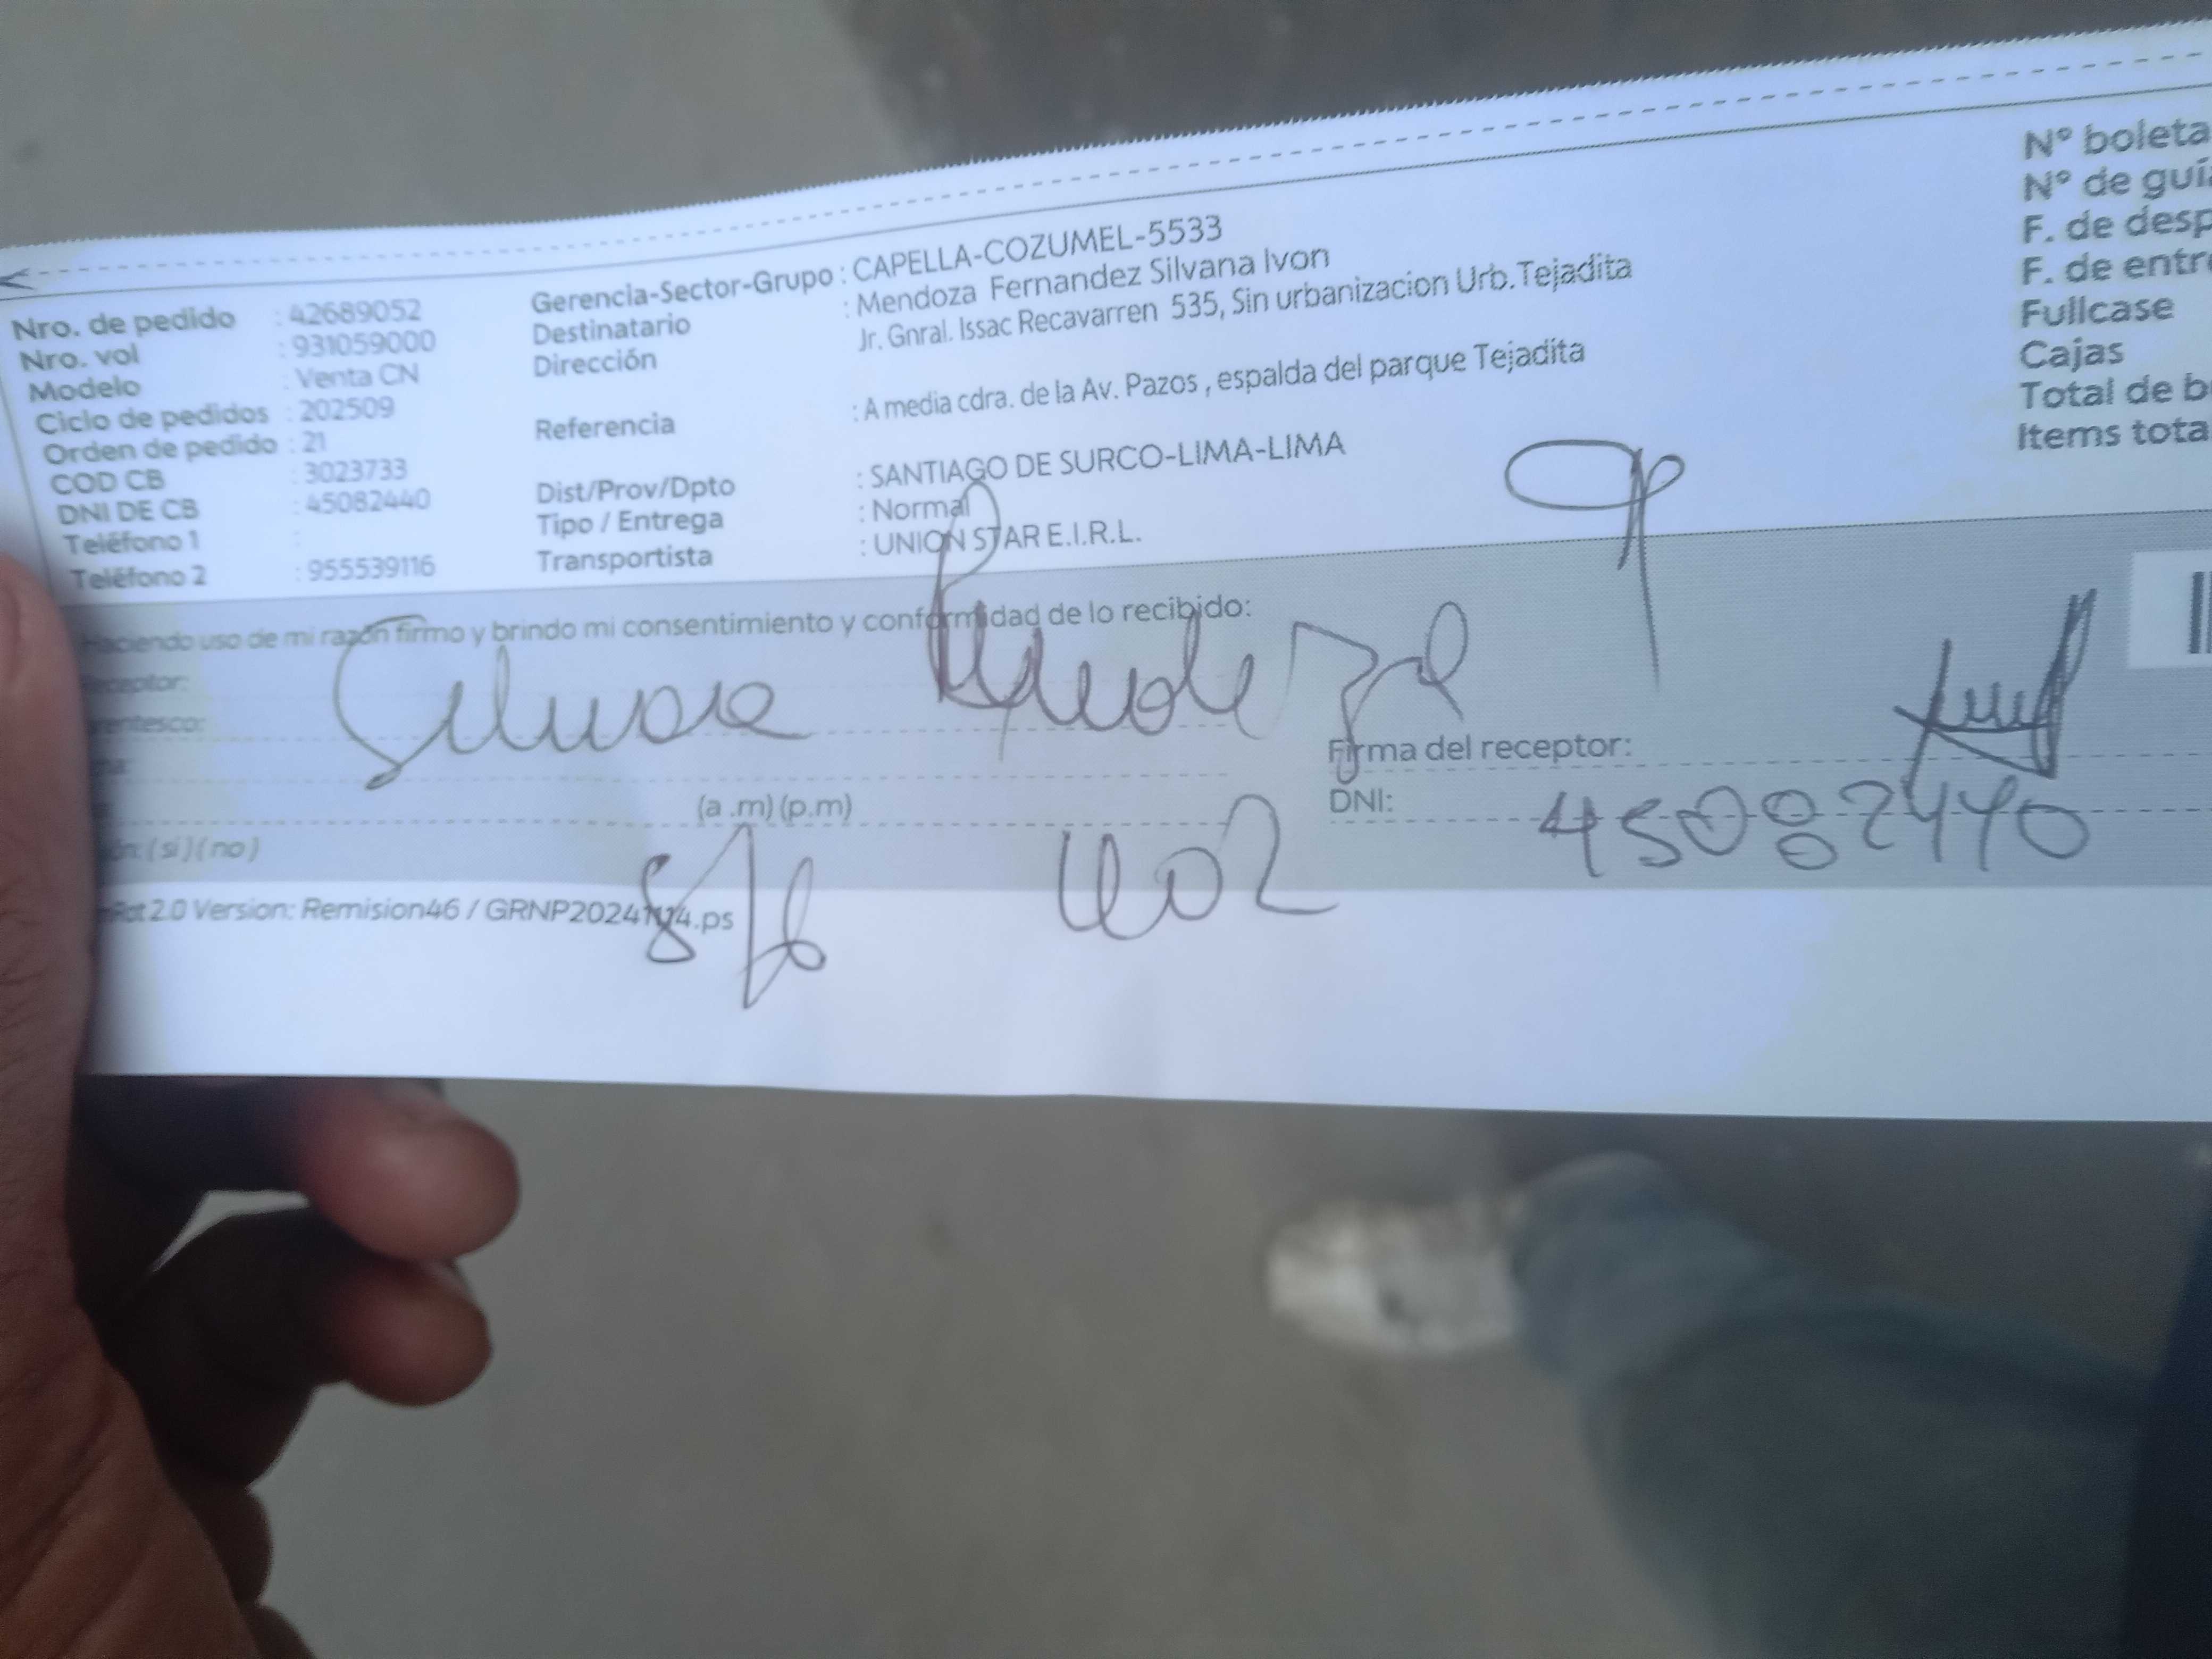 Nro. de pedido : 42689052
Nro. vol : 931059000
Modelo : Venta CN
Ciclo de pedidos : 202509
Orden de pedido : 21
COD CB : 3023733
DNI DE CB : 45082440
Teléfono 1 :
Teléfono 2 : 955539116
Gerencia-Sector-Grupo : CAPELLA-COZUMEL-5533
Destinatario : Mendoza Fernandez Silvana Ivon
Dirección Jr. Gnral. Issac Recavarren 535, Sin urbanizacion Urb. Tejadita
Referencia : A media cdra. de la Av. Pazos , espalda del parque Tejadita
Dist/Prov/Dpto : SANTIAGO DE SURCO-LIMA-LIMA
Tipo / Entrega : Normal
Transportista : UNION STAR E.I.R.L.
N° boleta
N° de guí
F. de desp
F. de entr
Fullcase
Cajas
Total de b
Items tota
Haciendo uso de mi razón firmo y brindo mi consentimiento y conformidad de lo recibido:
eceptor:
entesco:
Firma del receptor:
(a .m) (p.m)
DNI: 45082440
ón: ( si ) ( no )
2.0 Version: Remision46 / GRNP20241114.ps